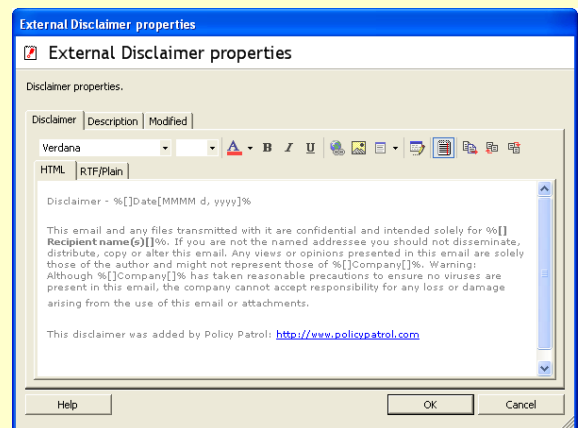 External Disclaimer properties
External Disclaimer properties
Disclaimer properties.
Disclaimer Description Modified
Verdana A B I U
HTML RTF/Plain
Disclaimer - %[]Date[MMMM d, yyyy]%
This email and any files transmitted with it are confidential and intended solely for %[]
Recipient name(s)[]%. If you are not the named addressee you should not disseminate,
distribute, copy or alter this email. Any views or opinions presented in this email are solely
those of the author and might not represent those of %[]Company[]%. Warning:
Although %[]Company[]% has taken reasonable precautions to ensure no viruses are
present in this email, the company cannot accept responsibility for any loss or damage
arising from the use of this email or attachments.
This disclaimer was added by Policy Patrol: http://www.policypatrol.com
Help OK Cancel